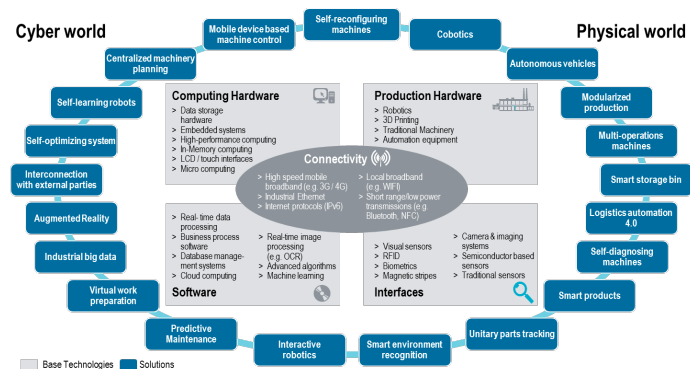 Cyber world
Physical world
Self-reconfiguring
machines
Mobile device based
machine control
Cobotics
Centralized machinery
planning
Autonomous vehicles
Self-learning robots
Modularized
production
Self-optimizing system
Multi-operations
machines
Interconnection
with external parties
Smart storage bin
Augmented Reality
Logistics automation
4.0
Industrial big data
Self-diagnosing
machines
Virtual work
preparation
Smart products
Predictive
Maintenance
Unitary parts tracking
Interactive
robotics
Smart environment
recognition
Computing Hardware
> Data storage
hardware
> Embedded systems
> High-performance computing
> In-Memory computing
> LCD / touch interfaces
> Micro computing
Production Hardware
> Robotics
> 3D Printing
> Traditional Machinery
> Automation equipment
Connectivity
> High speed mobile
broadband (e.g. 3G / 4G)
> Industrial Ethernet
> Internet protocols (IPv6)
> Local broadband
(e.g. WIFI)
> Short range/low power
transmissions (e.g.
Bluetooth, NFC)
> Real-time data
processing
> Business process
software
> Database manage-
ment systems
> Cloud computing
> Real-time image
processing
(e.g. OCR)
> Advanced algorithms
> Machine learning
Software
> Visual sensors
> RFID
> Biometrics
> Magnetic stripes
> Camera & imaging
systems
> Semiconductor based
sensors
> Traditional sensors
Interfaces
Base Technologies
Solutions